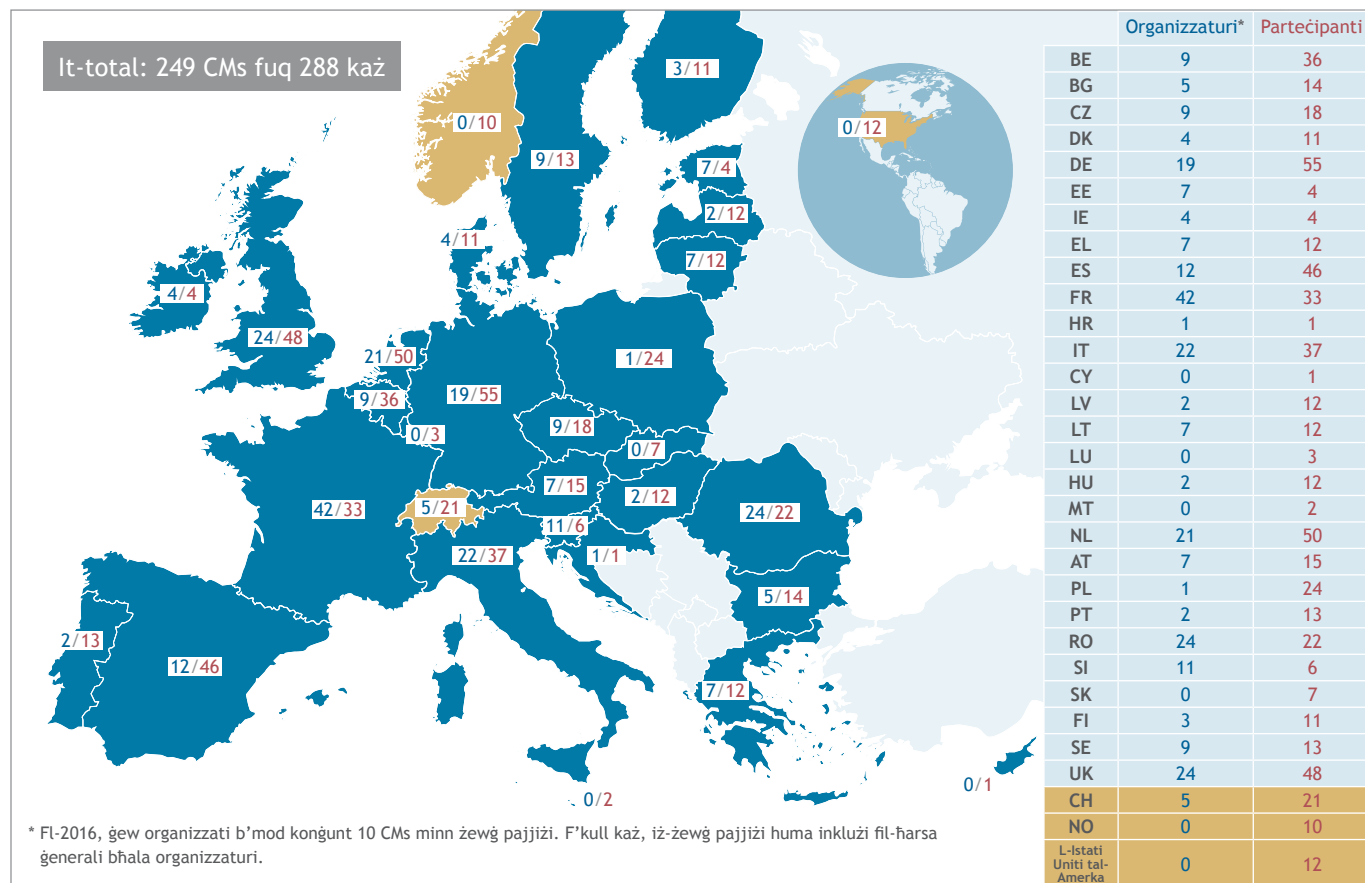 It-total: 249 CMs fuq 288 każ
3/11
0/10
0/12
9/13
7/4
2/12
4/11
7/12
4/4
24/48
21/50
1/24
9/36
19/55
9/18
0/3
0/7
7/15
2/12
42/33
5/21
24/22
11/6
22/37
1/1
5/14
2/13
12/46
7/12
0/1
0/2
* Fl-2016, ġew organizzati b'mod konġunt 10 CMs minn żewġ pajjiżi. F'kull każ, iż-żewġ pajjiżi huma inklużi fil-ħarsa
ġenerali bħala organizzaturi.
Organizzaturi* Parteċipanti
BE 9 36
BG 5 14
CZ 9 18
DK 4 11
DE 19 55
EE 7 4
IE 4 4
EL 7 12
ES 12 46
FR 42 33
HR 1 1
IT 22 37
CY 0 1
LV 2 12
LT 7 12
LU 0 3
HU 2 12
MT 0 2
NL 21 50
AT 7 15
PL 1 24
PT 2 13
RO 24 22
SI 11 6
SK 0 7
FI 3 11
SE 9 13
UK 24 48
CH 5 21
NO 0 10
L-Istati
Uniti tal-
Amerka 0 12